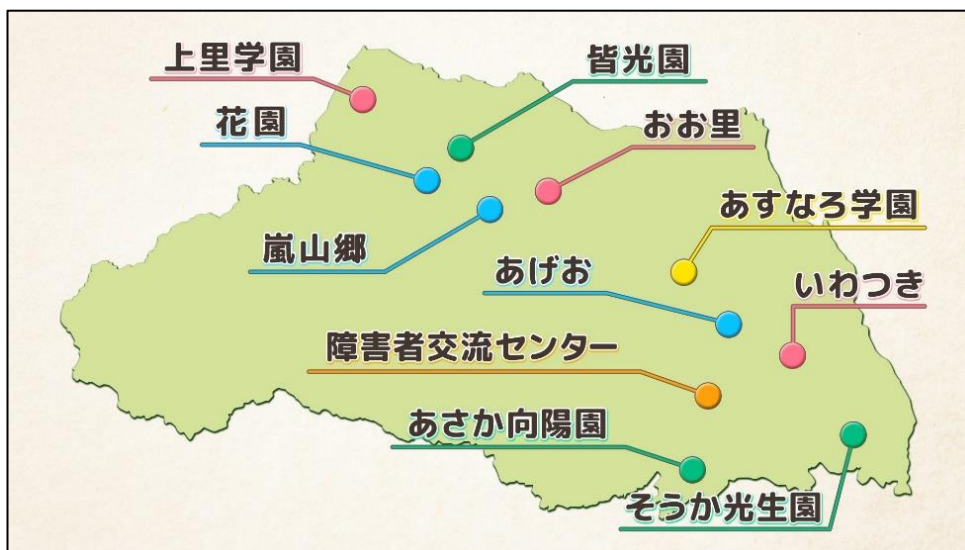 上里学園
皆光園
花園
おお里
あすなろ学園
嵐山郷
あげお
いわつき
障害者交流センター
あさか向陽園
そうか光生園